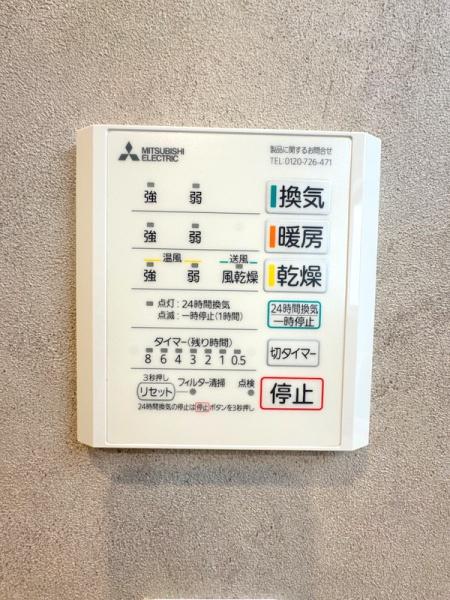 MITSUBISHI
ELECTRIC
製品に関するお問合せ
TEL:0120-726-471
強 弱 換気
強 弱 暖房
温風 送風
強 弱 風乾燥 乾燥
点灯:24時間換気
点滅:一時停止(1時間)
24時間換気
一時停止
タイマー(残り時間)
8 6 4 3 2 1 0.5
切タイマー
3秒押し
リセット フィルター清掃 点検
停止
24時間換気の停止は停止ボタンを3秒押し